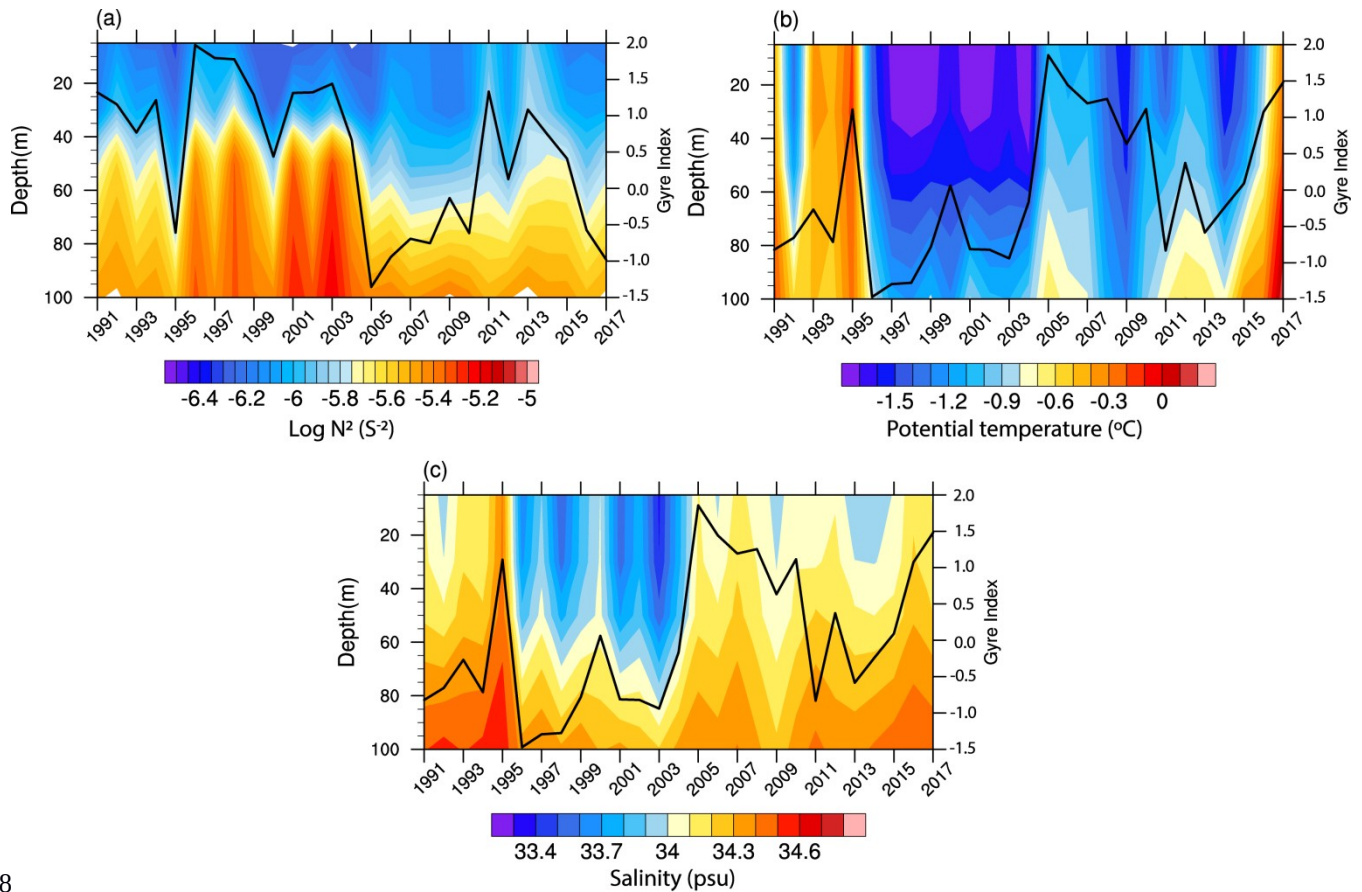 (a)
20
40
60
80
100
Depth(m)
2.0
1.5
1.0
0.5
0.0
-0.5
-1.0
-1.5
Gyre Index
1991 1993 1995 1997 1999 2001 2003 2005 2007 2009 2011 2013 2015 2017
-6.4 -6.2 -6 -5.8 -5.6 -5.4 -5.2 -5
Log N² (S⁻²)
(b)
20
40
60
80
100
Depth(m)
2.0
1.5
1.0
0.5
0.0
-0.5
-1.0
-1.5
Gyre Index
1991 1993 1995 1997 1999 2001 2003 2005 2007 2009 2011 2013 2015 2017
-1.5 -1.2 -0.9 -0.6 -0.3 0
Potential temperature (ºC)
(c)
20
40
60
80
100
Depth(m)
2.0
1.5
1.0
0.5
0.0
-0.5
-1.0
-1.5
Gyre Index
1991 1993 1995 1997 1999 2001 2003 2005 2007 2009 2011 2013 2015 2017
33.4 33.7 34 34.3 34.6
Salinity (psu)
8